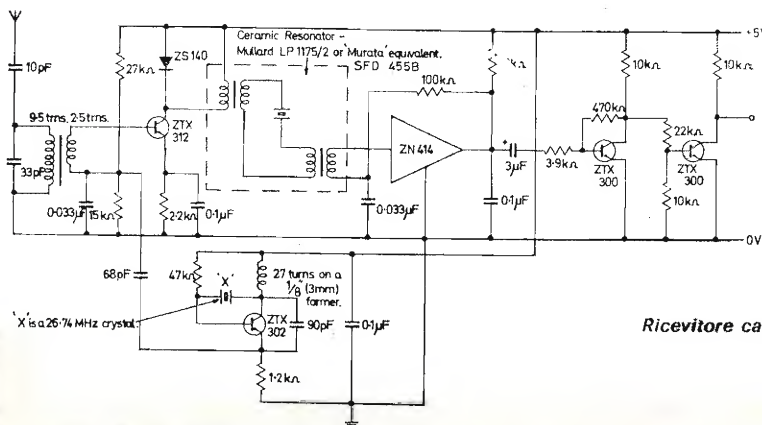 Ceramic Resonator -
Mullard LP 1175/2 or 'Murata' equivalent.
SFD 455B
+5V
10pF
27kΩ
ZS140
100kΩ
10kΩ
10kΩ
470kΩ
9·5 trns.
2·5 trns.
ZTX
312
ZN 414
22kΩ
3·9kΩ
ZTX
300
ZTX
300
33pF
3µF
0·033µF
15kΩ
2·2kΩ
0·1µF
0·033µF
0·1µF
10kΩ
0V
68pF
47kΩ
'X'
27 turns on a
1/8" (3mm)
former.
'X' is a 26·74 MHz crystal.
ZTX
302
90pF
0·1µF
1·2kΩ
Ricevitore ca